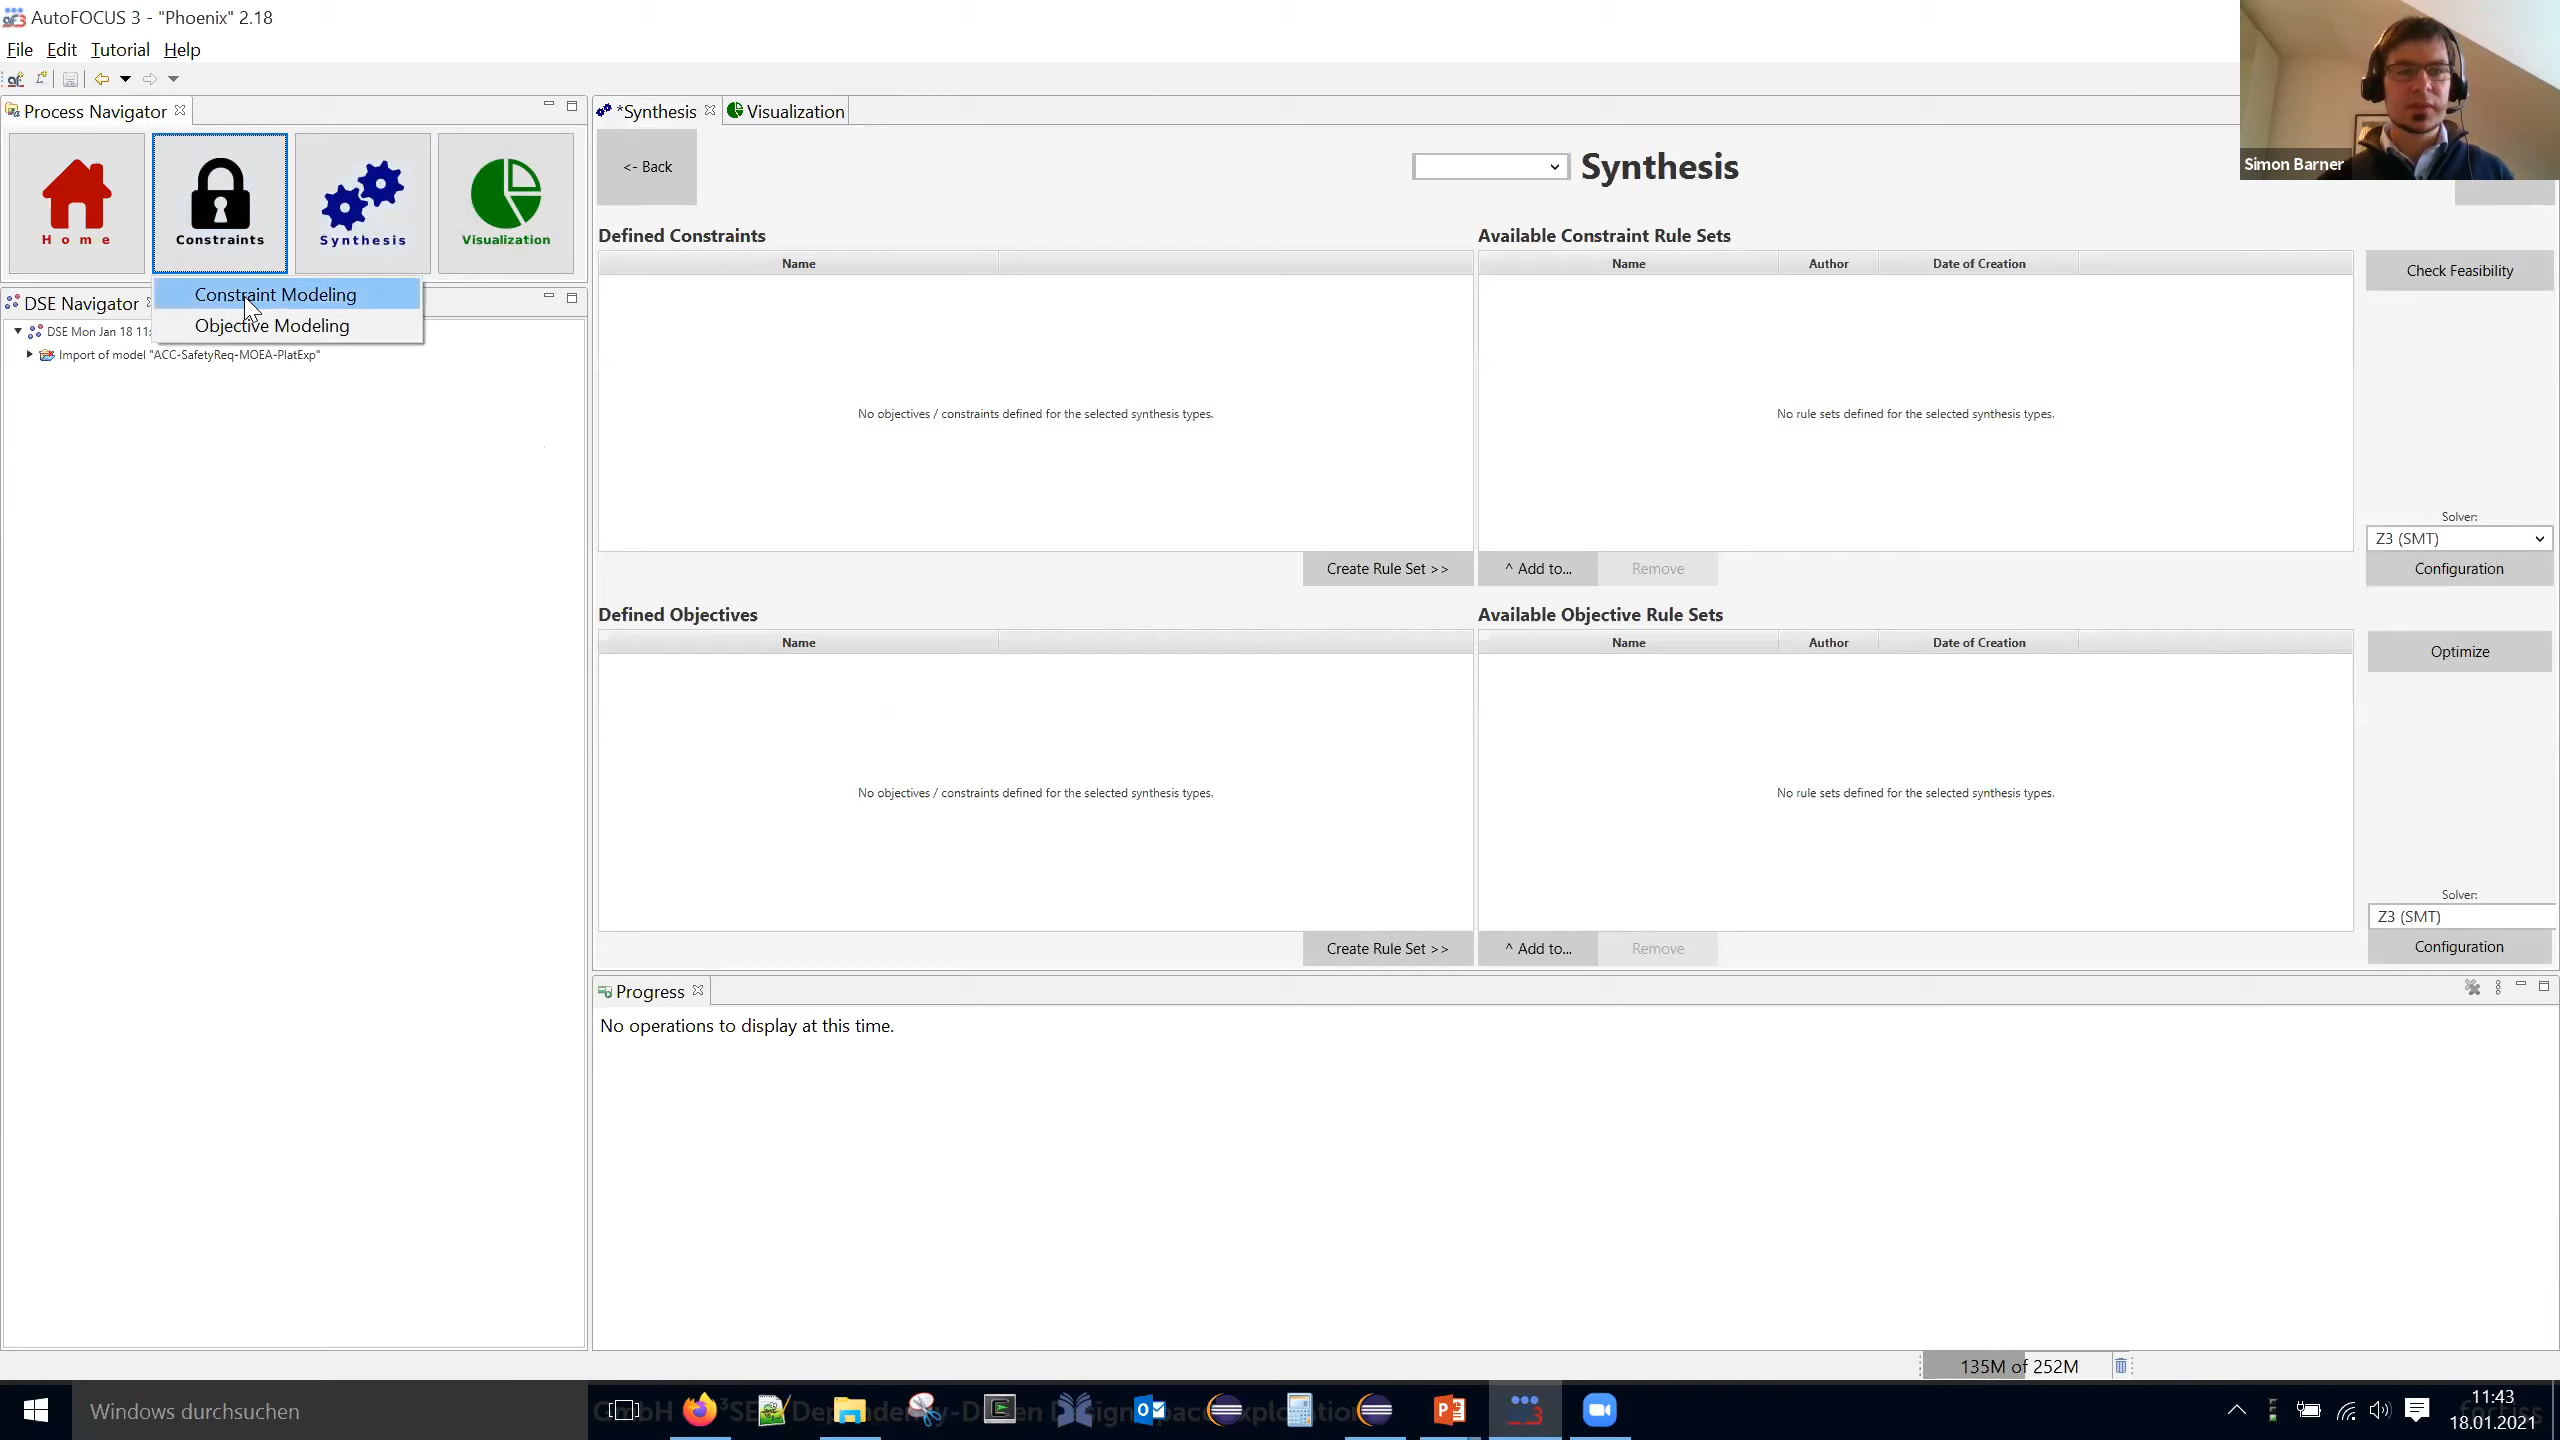 AutoFOCUS 3 - "Phoenix" 2.18
File Edit Tutorial Help
Process Navigator
Home
Constraints
Synthesis
Visualization
Constraint Modeling
Objective Modeling
DSE Navigator
DSE Mon Jan 18 11:
Import of model "ACC-SafetyReq-MOEA-PlatExp"
*Synthesis
Visualization
<- Back
Synthesis
Simon Barner
Defined Constraints
Name
No objectives / constraints defined for the selected synthesis types.
Create Rule Set >>
Available Constraint Rule Sets
Name Author Date of Creation
No rule sets defined for the selected synthesis types.
^ Add to... Remove
Check Feasibility
Solver:
Z3 (SMT)
Configuration
Defined Objectives
Name
No objectives / constraints defined for the selected synthesis types.
Create Rule Set >>
Available Objective Rule Sets
Name Author Date of Creation
No rule sets defined for the selected synthesis types.
^ Add to... Remove
Optimize
Solver:
Z3 (SMT)
Configuration
Progress
No operations to display at this time.
135M of 252M
Windows durchsuchen
11:43
18.01.2021